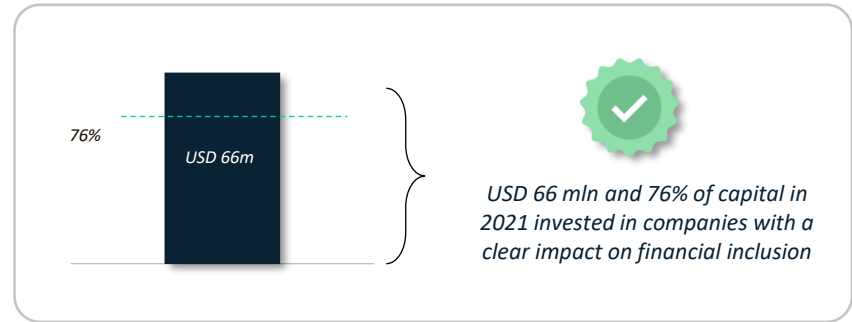 76%
USD 66m
USD 66 mln and 76% of capital in
2021 invested in companies with a
clear impact on financial inclusion